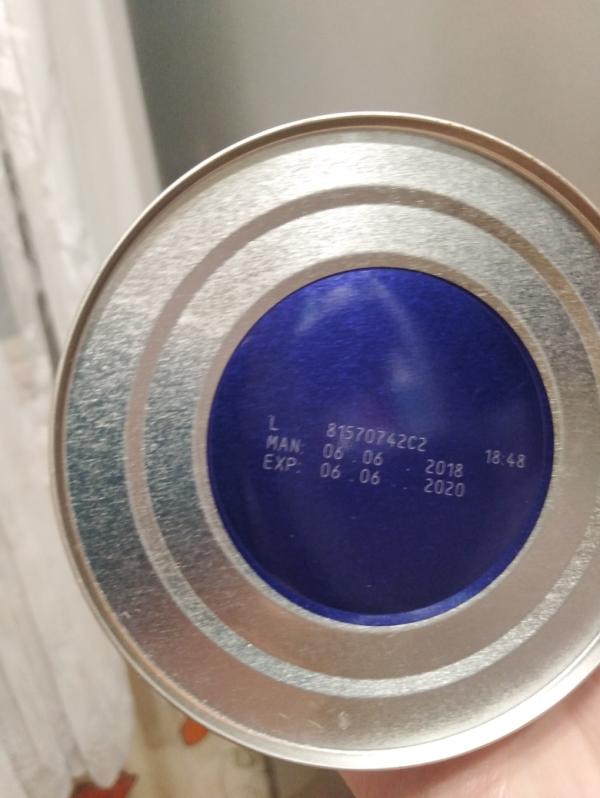 L 81570742C2
MAN: 06 . 06 . 2018 18:48
EXP: 06 . 06 . 2020